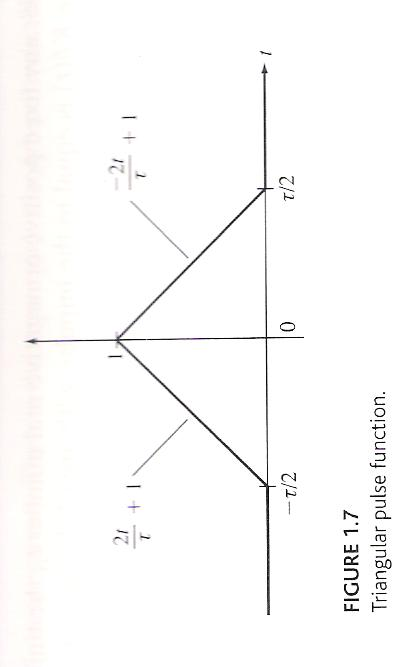 1
2t/τ + 1
-2t/τ + 1
-τ/2
0
τ/2
t
FIGURE 1.7
Triangular pulse function.